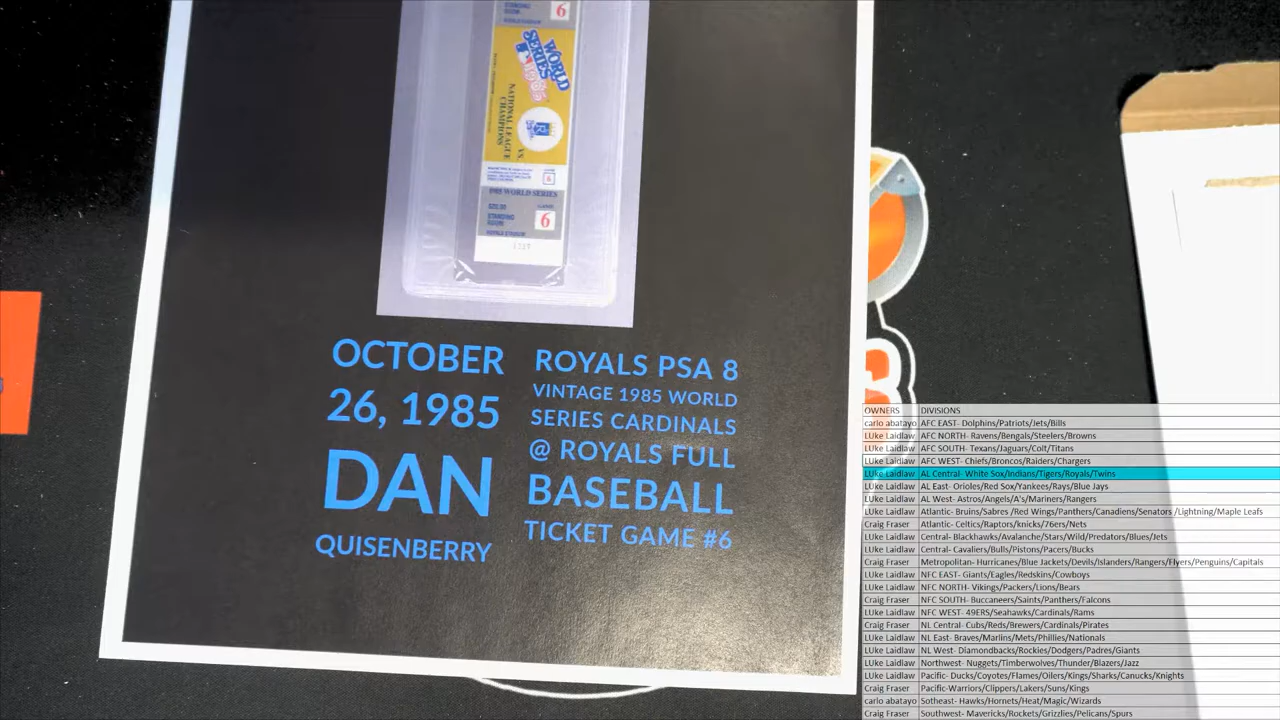 6
WORLD
SERIES
1985
NATIONAL LEAGUE
CHAMPIONS
VS.
1985 WORLD SERIES
GAME
STANDING
ROOM
6
OCTOBER
26, 1985
DAN
QUISENBERRY
ROYALS PSA 8
VINTAGE 1985 WORLD
SERIES CARDINALS
@ ROYALS FULL
BASEBALL
TICKET GAME #6
OWNERS DIVISIONS
carlo abatayo AFC EAST- Dolphins/Patriots/Jets/Bills
LUke Laidlaw AFC NORTH- Ravens/Bengals/Steelers/Browns
LUke Laidlaw AFC SOUTH- Texans/Jaguars/Colt/Titans
LUke Laidlaw AFC WEST- Chiefs/Broncos/Raiders/Chargers
LUke Laidlaw AL Central- White Sox/Indians/Tigers/Royals/Twins
LUke Laidlaw AL East- Orioles/Red Sox/Yankees/Rays/Blue Jays
LUke Laidlaw AL West- Astros/Angels/A's/Mariners/Rangers
LUke Laidlaw Atlantic- Bruins/Sabres /Red Wings/Panthers/Canadiens/Senators /Lightning/Maple Leafs
Craig Fraser Atlantic- Celtics/Raptors/knicks/76ers/Nets
LUke Laidlaw Central- Blackhawks/Avalanche/Stars/Wild/Predators/Blues/Jets
LUke Laidlaw Central- Cavaliers/Bulls/Pistons/Pacers/Bucks
Craig Fraser Metropolitan- Hurricanes/Blue Jackets/Devils/Islanders/Rangers/Flyers/Penguins/Capitals
LUke Laidlaw NFC EAST- Giants/Eagles/Redskins/Cowboys
LUke Laidlaw NFC NORTH- Vikings/Packers/Lions/Bears
Craig Fraser NFC SOUTH- Buccaneers/Saints/Panthers/Falcons
LUke Laidlaw NFC WEST- 49ERS/Seahawks/Cardinals/Rams
Craig Fraser NL Central- Cubs/Reds/Brewers/Cardinals/Pirates
LUke Laidlaw NL East- Braves/Marlins/Mets/Phillies/Nationals
LUke Laidlaw NL West- Diamondbacks/Rockies/Dodgers/Padres/Giants
LUke Laidlaw Northwest- Nuggets/Timberwolves/Thunder/Blazers/Jazz
LUke Laidlaw Pacific- Ducks/Coyotes/Flames/Oilers/Kings/Sharks/Canucks/Knights
Craig Fraser Pacific-Warriors/Clippers/Lakers/Suns/Kings
carlo abatayo Sotheast- Hawks/Hornets/Heat/Magic/Wizards
Craig Fraser Southwest- Mavericks/Rockets/Grizzlies/Pelicans/Spurs